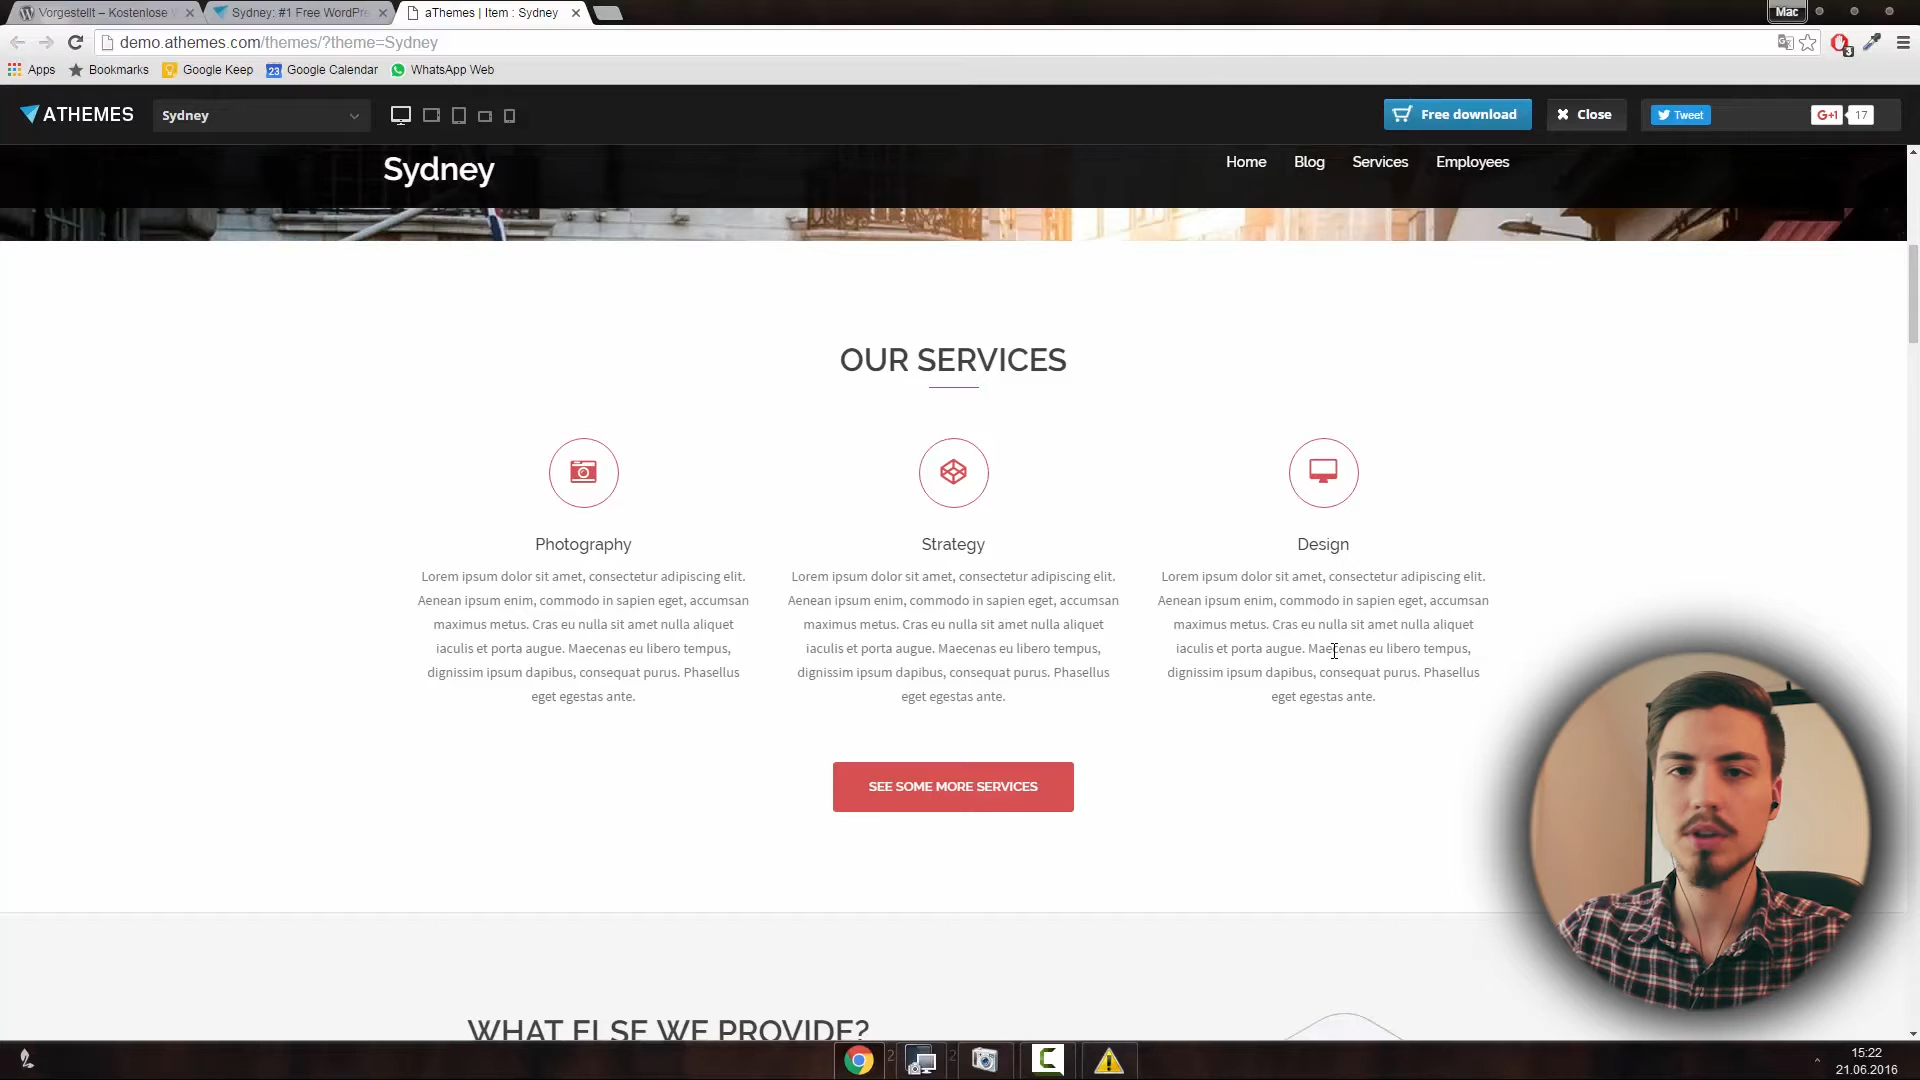 Vorgestellt – Kostenlose W
Sydney: #1 Free WordPre
aThemes | Item : Sydney
Mac
demo.athemes.com/themes/?theme=Sydney
3
Apps
Bookmarks
Google Keep
23
Google Calendar
WhatsApp Web
ATHEMES
Sydney
Free download
Close
Tweet
G+1
17
Sydney
Home
Blog
Services
Employees
OUR SERVICES
Photography
Lorem ipsum dolor sit amet, consectetur adipiscing elit.
Aenean ipsum enim, commodo in sapien eget, accumsan
maximus metus. Cras eu nulla sit amet nulla aliquet
iaculis et porta augue. Maecenas eu libero tempus,
dignissim ipsum dapibus, consequat purus. Phasellus
eget egestas ante.
Strategy
Lorem ipsum dolor sit amet, consectetur adipiscing elit.
Aenean ipsum enim, commodo in sapien eget, accumsan
maximus metus. Cras eu nulla sit amet nulla aliquet
iaculis et porta augue. Maecenas eu libero tempus,
dignissim ipsum dapibus, consequat purus. Phasellus
eget egestas ante.
Design
Lorem ipsum dolor sit amet, consectetur adipiscing elit.
Aenean ipsum enim, commodo in sapien eget, accumsan
maximus metus. Cras eu nulla sit amet nulla aliquet
iaculis et porta augue. Maecenas eu libero tempus,
dignissim ipsum dapibus, consequat purus. Phasellus
eget egestas ante.
SEE SOME MORE SERVICES
WHAT ELSE WE PROVIDE?
2
2
15:22
21.06.2016